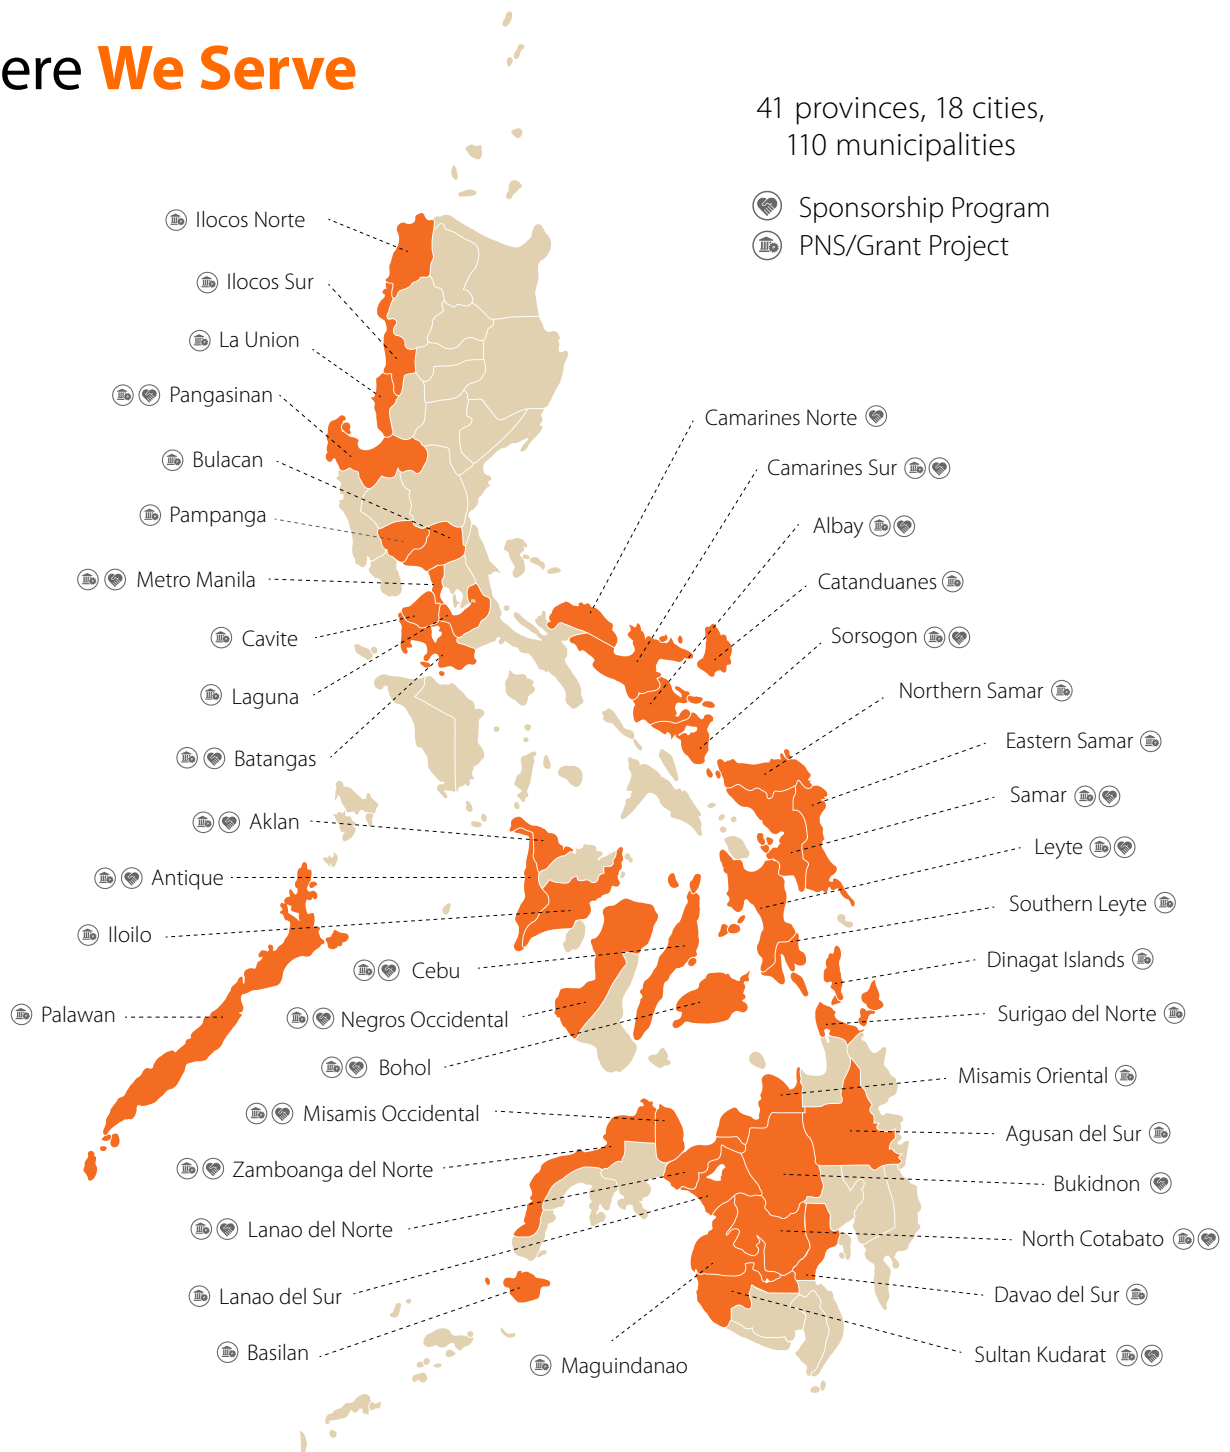 ere We Serve
41 provinces, 18 cities,
110 municipalities
Sponsorship Program
PNS/Grant Project
Ilocos Norte
Ilocos Sur
La Union
Pangasinan
Bulacan
Pampanga
Metro Manila
Cavite
Laguna
Batangas
Aklan
Antique
Iloilo
Cebu
Palawan
Negros Occidental
Bohol
Misamis Occidental
Zamboanga del Norte
Lanao del Norte
Lanao del Sur
Basilan
Maguindanao
Camarines Norte
Camarines Sur
Albay
Catanduanes
Sorsogon
Northern Samar
Eastern Samar
Samar
Leyte
Southern Leyte
Dinagat Islands
Surigao del Norte
Misamis Oriental
Agusan del Sur
Bukidnon
North Cotabato
Davao del Sur
Sultan Kudarat